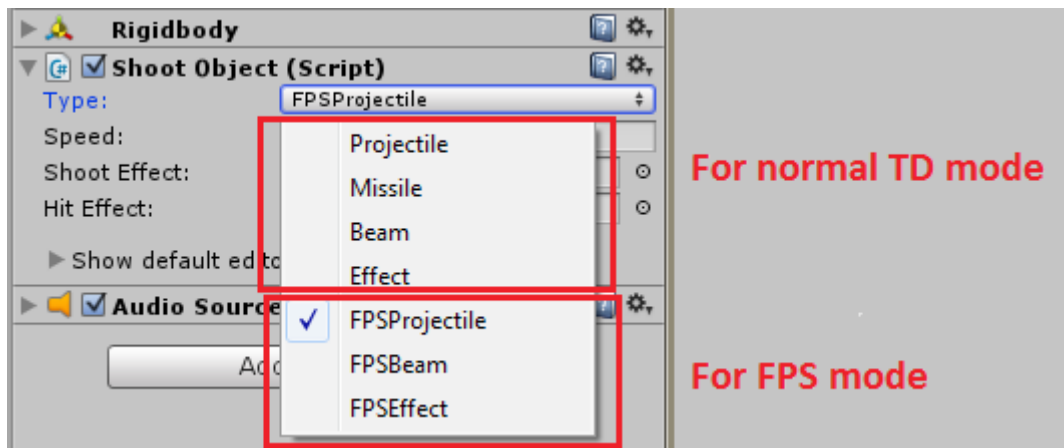 Rigidbody
Shoot Object (Script)
Type: FPSProjectile
Speed:
Projectile
Shoot Effect:
Missile
Hit Effect:
Beam
Show default edito
Effect
For normal TD mode
Audio Source
FPSProjectile
FPSBeam
FPSEffect
For FPS mode